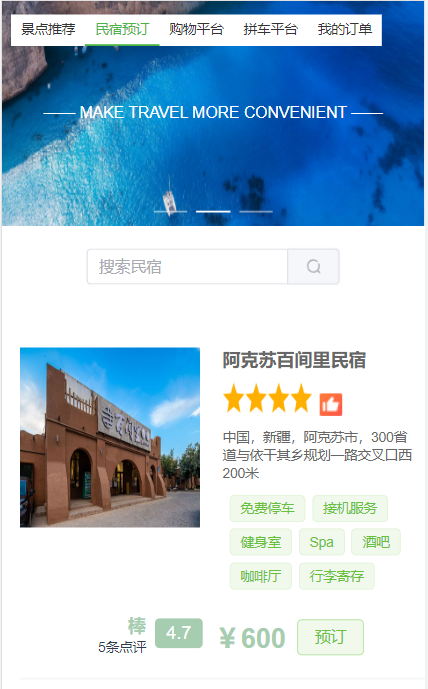 景点推荐 民宿预订 购物平台 拼车平台 我的订单
MAKE TRAVEL MORE CONVENIENT
搜索民宿
阿克苏百间里民宿
中国，新疆，阿克苏市，300省
道与依干其乡规划一路交叉口西
200米
免费停车 接机服务
健身室 Spa 酒吧
咖啡厅 行李寄存
棒 4.7 ￥600 预订
5条点评